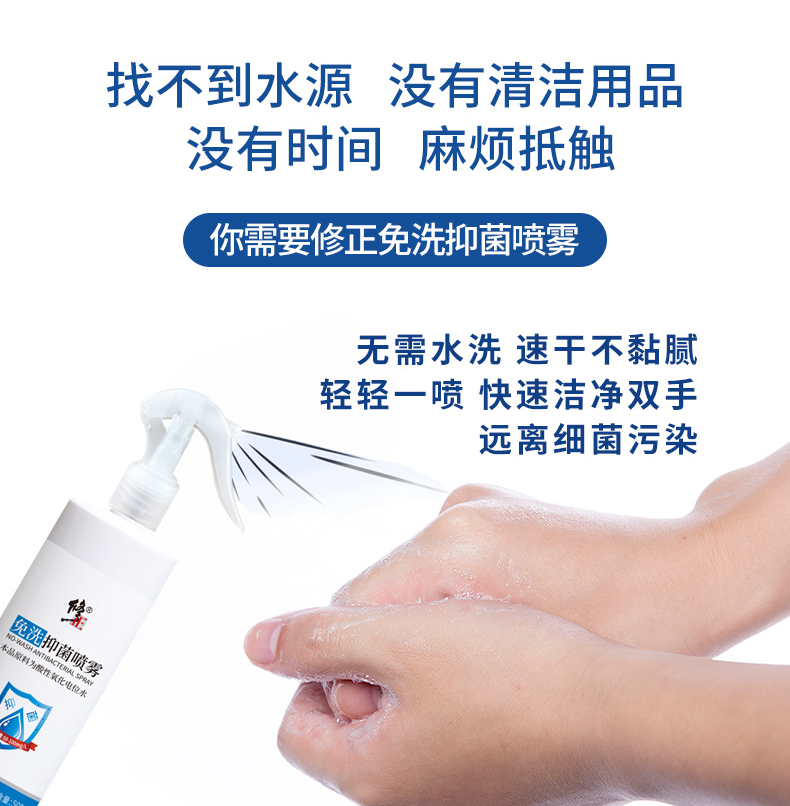 找不到水源 没有清洁用品
没有时间 麻烦抵触
你需要修正免洗抑菌喷雾
无需水洗 速干不黏腻
轻轻一喷 快速洁净双手
远离细菌污染
修正®
免洗抑菌喷雾
NO-WASH ANTIBACTERIAL SPRAY
本品原料为酸性氧化电位水
抑菌